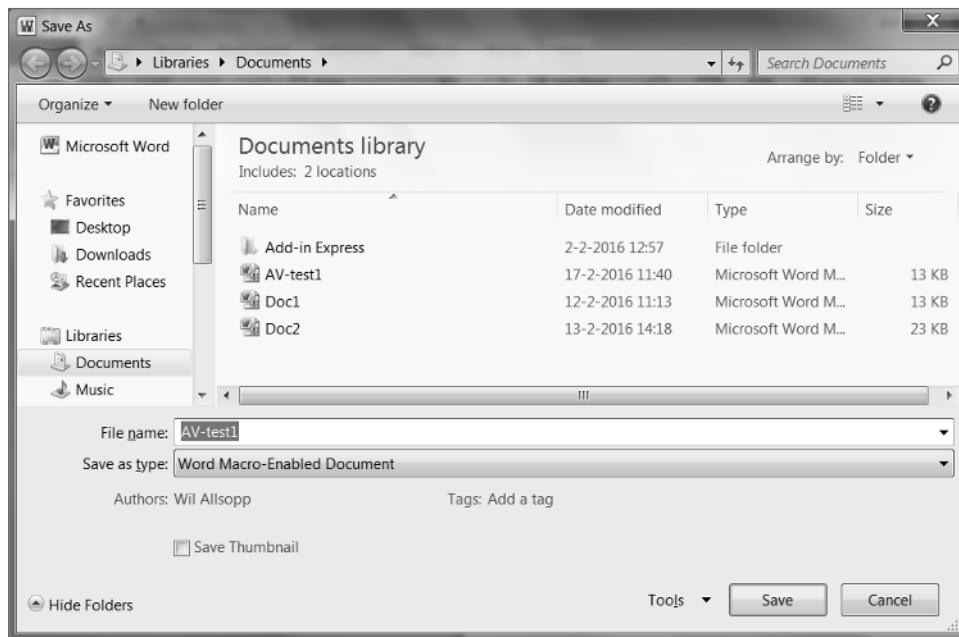 Save As
Libraries Documents
Search Documents
Organize New folder
Microsoft Word
Favorites
Desktop
Downloads
Recent Places
Libraries
Documents
Music
Documents library
Includes: 2 locations
Arrange by: Folder
Name Date modified Type Size
Add-in Express 2-2-2016 12:57 File folder
AV-test1 17-2-2016 11:40 Microsoft Word M... 13 KB
Doc1 12-2-2016 11:13 Microsoft Word M... 13 KB
Doc2 13-2-2016 14:18 Microsoft Word M... 23 KB
File name: AV-test1
Save as type: Word Macro-Enabled Document
Authors: Wil Allsopp Tags: Add a tag
Save Thumbnail
Hide Folders Tools Save Cancel